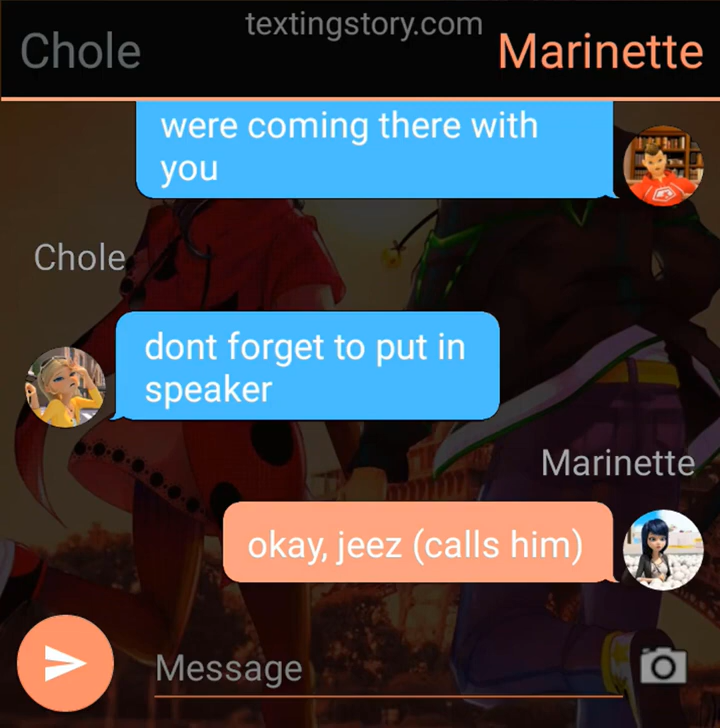 textingstory.com
Chole
Marinette
were coming there with
you
Chole
dont forget to put in
speaker
Marinette
okay, jeez (calls him)
Message